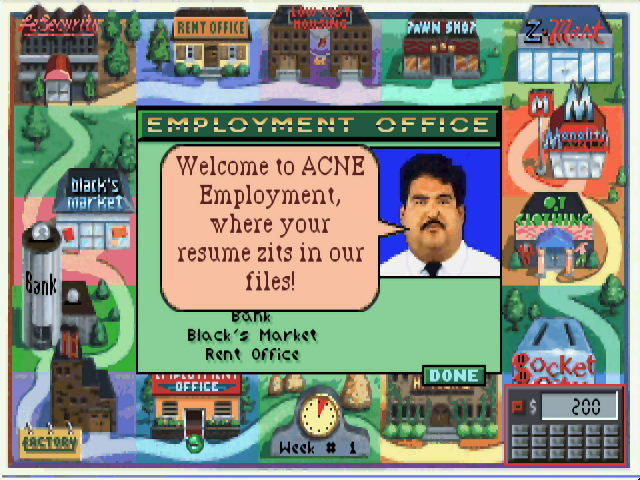 LeSecurity
RENT OFFICE
LOW COST
HOUSING
PAWN SHOP
Z-Mart
EMPLOYMENT OFFICE
Welcome to ACNE
Employment,
where your
resume zits in our
files!
M
Monolith
Black's
Market
QT
CLOTHING
Bank
Bank
Black's Market
Rent Office
DONE
Socket
City
EMPLOYMENT
OFFICE
FACTORY
Week # 1
$ 200